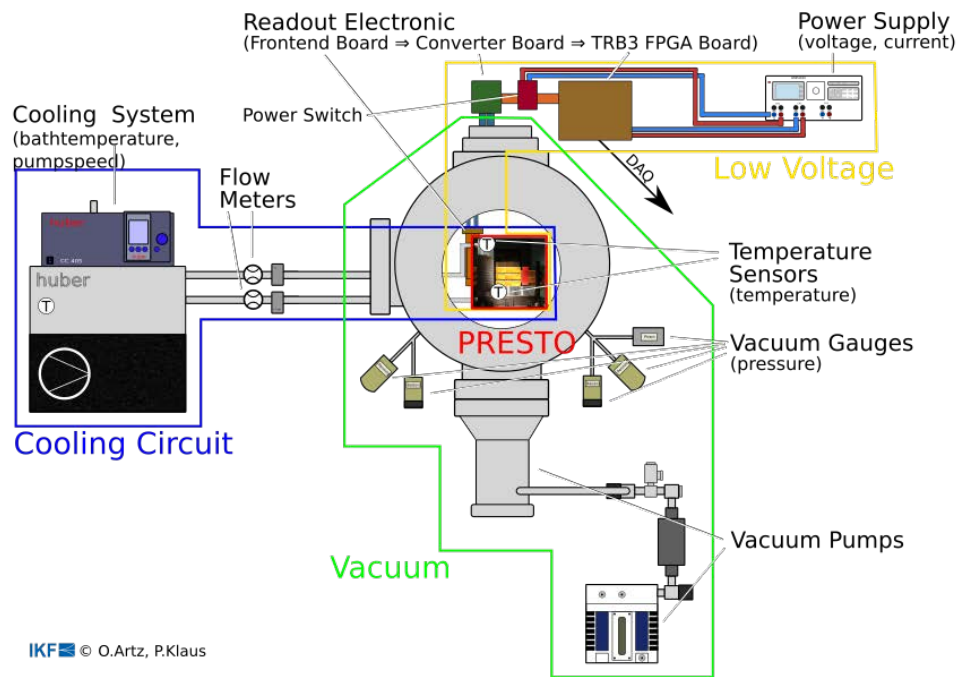 Readout Electronic
(Frontend Board ⇒ Converter Board ⇒ TRB3 FPGA Board)
Power Supply
(voltage, current)
Cooling System
(bathtemperature,
pumpspeed)
Power Switch
Low Voltage
DAQ
Flow
Meters
huber
CC 405
huber
T
T
T
Temperature
Sensors
(temperature)
PRESTO
Vacuum Gauges
(pressure)
Cooling Circuit
Vacuum Pumps
Vacuum
IKF © O.Artz, P.Klaus